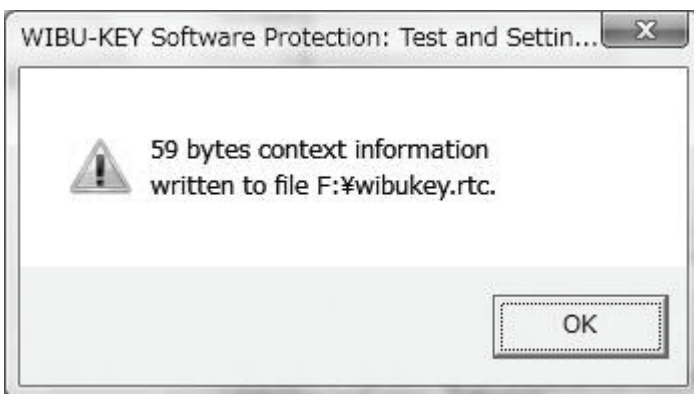 WIBU-KEY Software Protection: Test and Settin...
59 bytes context information
written to file F:¥wibukey.rtc.
OK